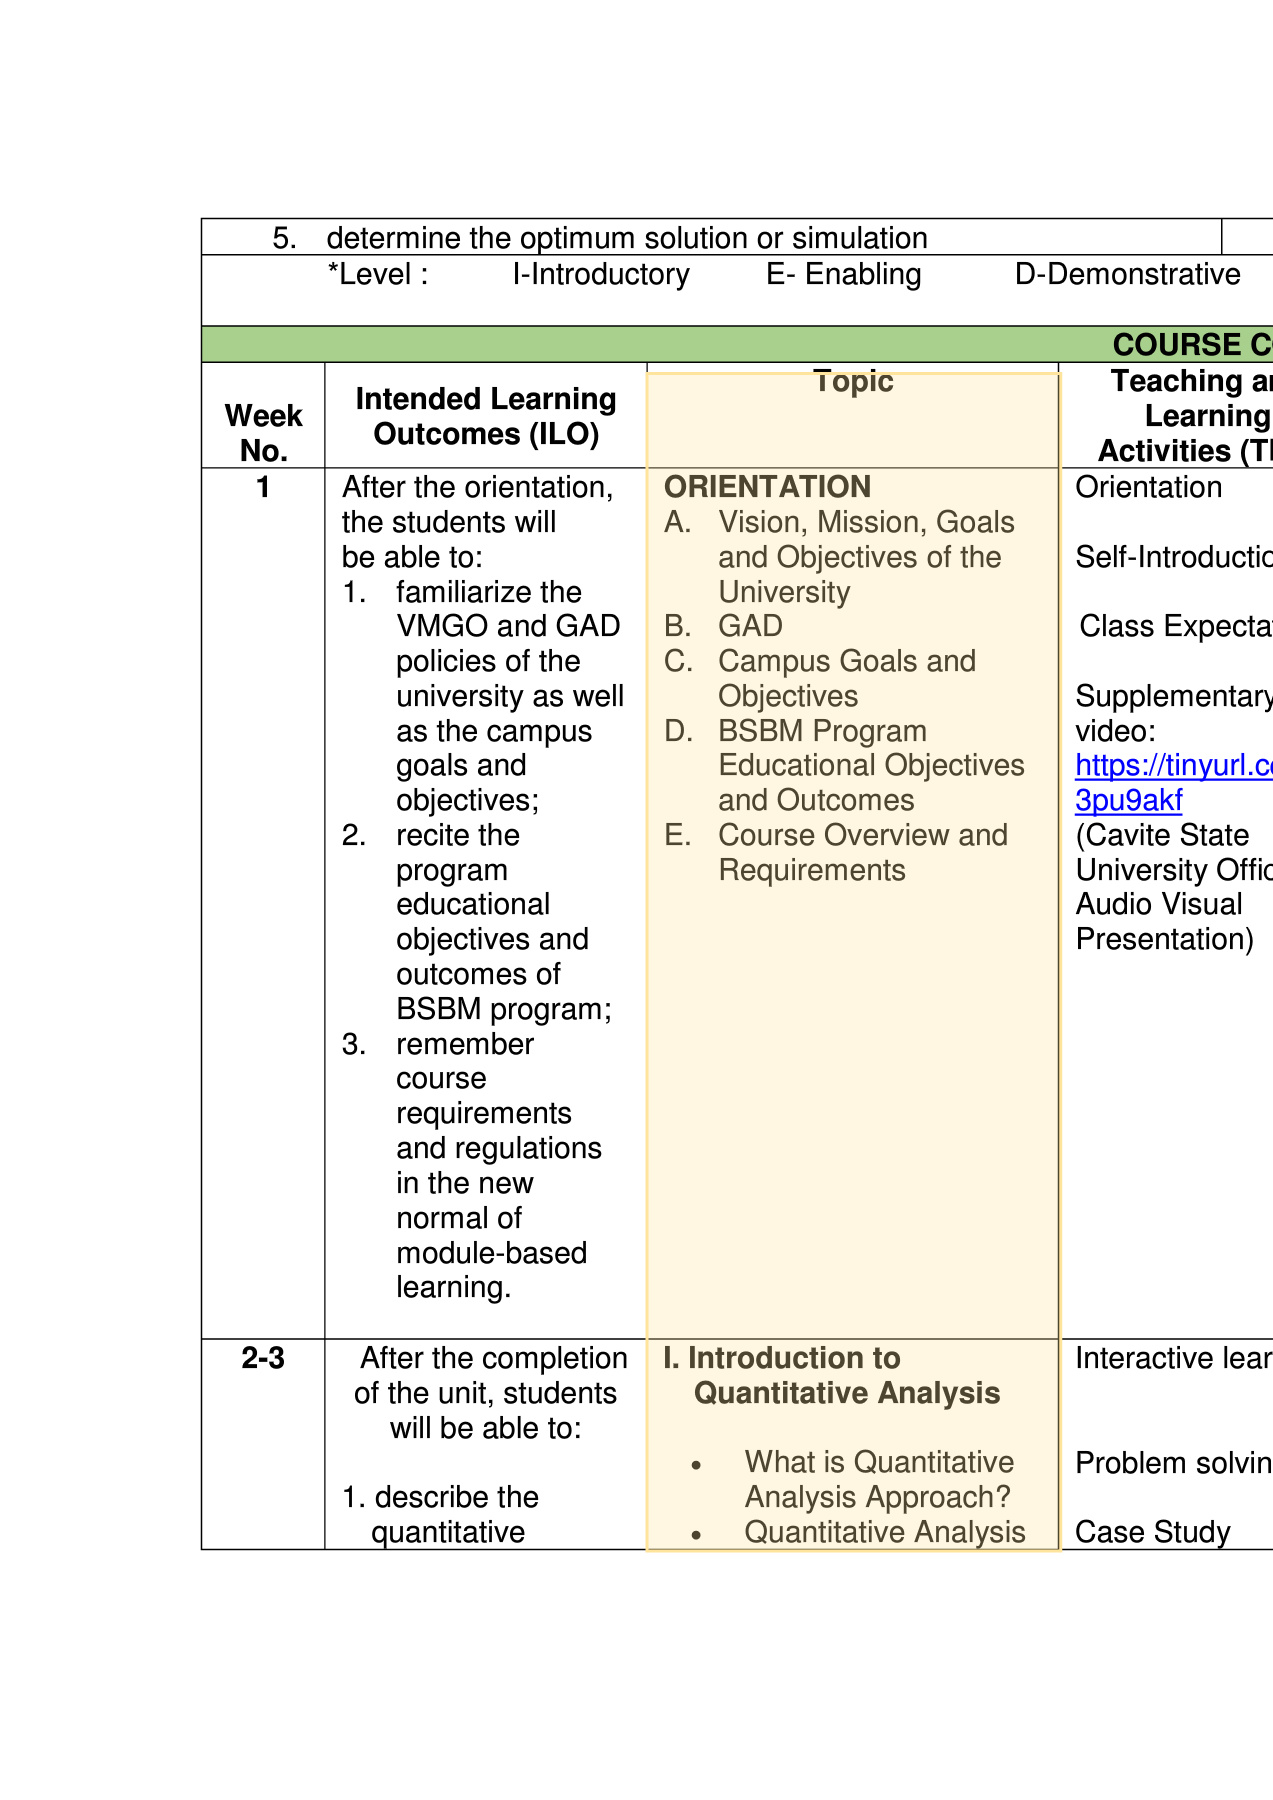 5. determine the optimum solution or simulation
*Level : I-Introductory E- Enabling D-Demonstrative
COURSE
Week
No.
Intended Learning
Outcomes (ILO)
Topic
Teaching
Learning
Activities
1
After the orientation,
the students will
be able to:
1. familiarize the
VMGO and GAD
policies of the
university as well
as the campus
goals and
objectives;
2. recite the
program
educational
objectives and
outcomes of
BSBM program;
3. remember
course
requirements
and regulations
in the new
normal of
module-based
learning.
ORIENTATION
A. Vision, Mission, Goals
and Objectives of the
University
B. GAD
C. Campus Goals and
Objectives
D. BSBM Program
Educational Objectives
and Outcomes
E. Course Overview and
Requirements
Orientation
Self-Introductio
Class Expecta
Supplementary
video:
https://tinyurl.c
3pu9akf
(Cavite State
University Offic
Audio Visual
Presentation)
2-3
After the completion
of the unit, students
will be able to:
1. describe the
quantitative
I. Introduction to
Quantitative Analysis
• What is Quantitative
Analysis Approach?
• Quantitative Analysis
Interactive lear
Problem solvin
Case Study